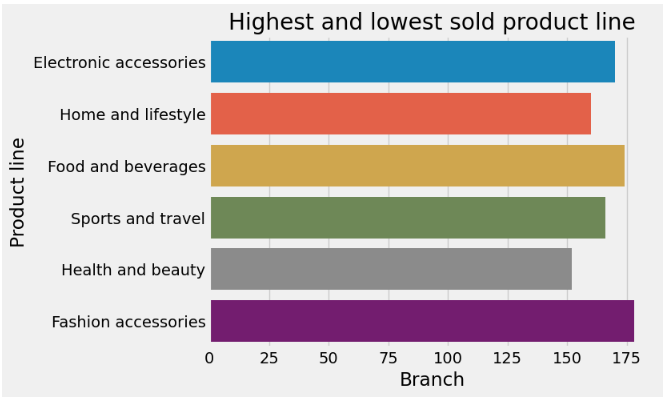 Highest and lowest sold product line
Electronic accessories
Home and lifestyle
Food and beverages
Sports and travel
Health and beauty
Fashion accessories
Product line
0 25 50 75 100 125 150 175
Branch